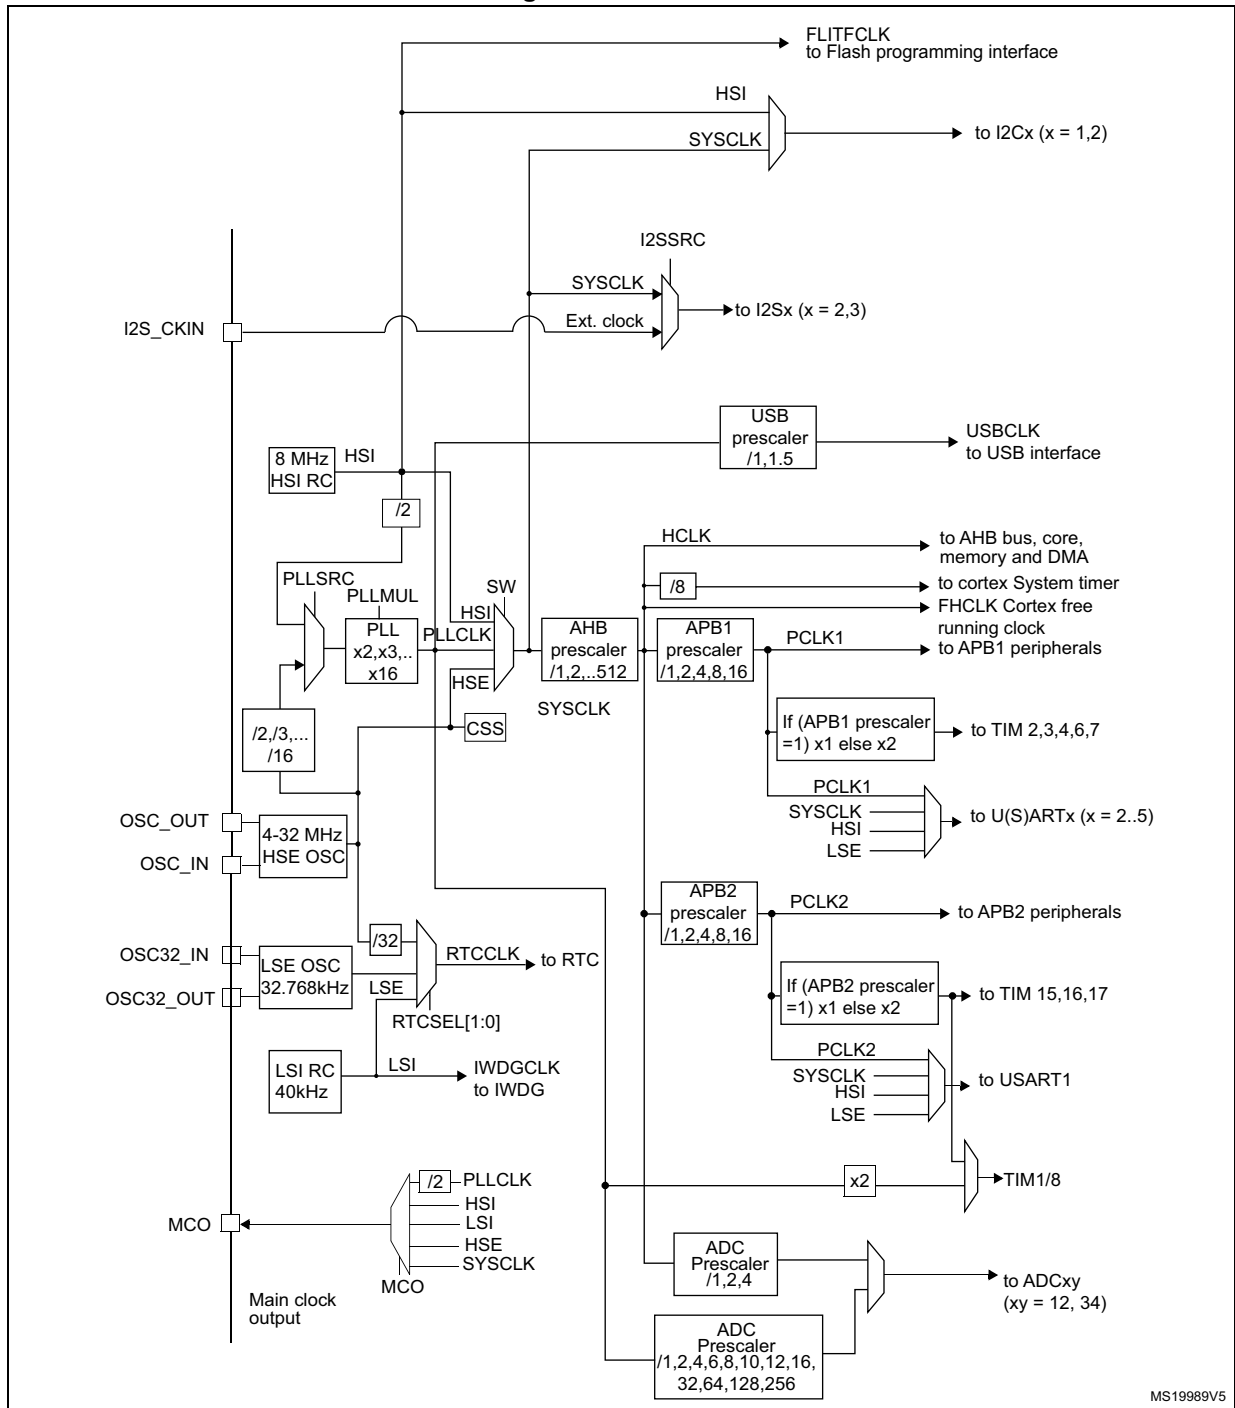 FLITFCLK
to Flash programming interface
HSI
SYSCLK
to I2Cx (x = 1,2)
I2SSRC
SYSCLK
to I2Sx (x = 2,3)
I2S_CKIN
Ext. clock
USB
prescaler
/1,1.5
USBCLK
to USB interface
8 MHz
HSI RC
HSI
/2
HCLK
to AHB bus, core,
memory and DMA
/8
to cortex System timer
FHCLK Cortex free
running clock
PLLSRC
PLLMUL
PLL
x2,x3,..
x16
SW
HSI
PLLCLK
HSE
AHB
prescaler
/1,2,..512
SYSCLK
APB1
prescaler
/1,2,4,8,16
PCLK1
to APB1 peripherals
/2,/3,...
/16
CSS
If (APB1 prescaler
=1) x1 else x2
to TIM 2,3,4,6,7
PCLK1
SYSCLK
HSI
LSE
to U(S)ARTx (x = 2..5)
OSC_OUT
OSC_IN
4-32 MHz
HSE OSC
APB2
prescaler
/1,2,4,8,16
PCLK2
to APB2 peripherals
OSC32_IN
OSC32_OUT
LSE OSC
32.768kHz
/32
LSE
RTCCLK
to RTC
RTCSEL[1:0]
If (APB2 prescaler
=1) x1 else x2
to TIM 15,16,17
LSI RC
40kHz
LSI
IWDGCLK
to IWDG
PCLK2
SYSCLK
HSI
LSE
to USART1
x2
TIM1/8
MCO
/2
PLLCLK
HSI
LSI
HSE
SYSCLK
MCO
Main clock
output
ADC
Prescaler
/1,2,4
to ADCxy
(xy = 12, 34)
ADC
Prescaler
/1,2,4,6,8,10,12,16,
32,64,128,256
MS19989V5